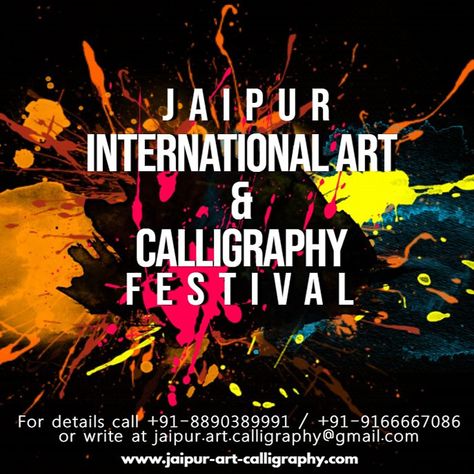 JAIPUR
INTERNATIONAL ART
&
CALLIGRAPHY
FESTIVAL
For details call +91-8890389991 / +91-9166667086
or write at jaipur.art.calligraphy@gmail.com
www.jaipur-art-calligraphy.com